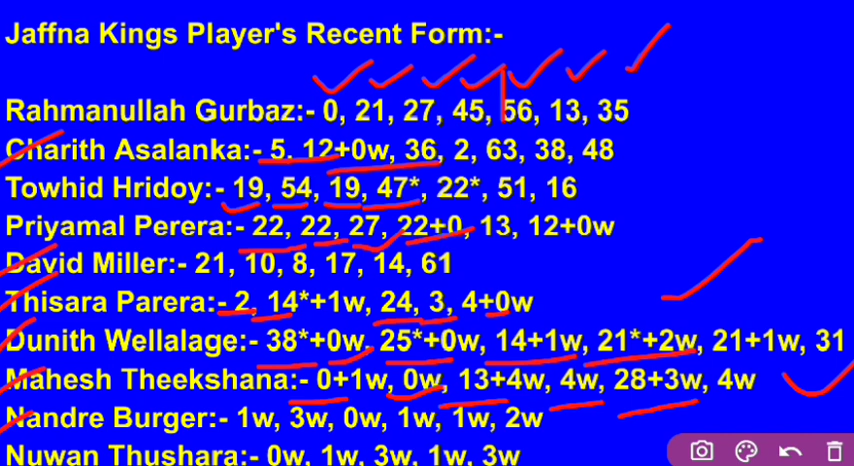 Jaffna Kings Player's Recent Form:-
Rahmanullah Gurbaz:- 0, 21, 27, 45, 56, 13, 35
Charith Asalanka:- 5, 12+0w, 36, 2, 63, 38, 48
Towhid Hridoy:- 19, 54, 19, 47*, 22*, 51, 16
Priyamal Perera:- 22, 22, 27, 22+0, 13, 12+0w
David Miller:- 21, 10, 8, 17, 14, 61
Thisara Parera:- 2, 14*+1w, 24, 3, 4+0w
Dunith Wellalage:- 38*+0w, 25*+0w, 14+1w, 21*+2w, 21+1w, 31
Mahesh Theekshana:- 0+1w, 0w, 13+4w, 4w, 28+3w, 4w
Nandre Burger:- 1w, 3w, 0w, 1w, 1w, 2w
Nuwan Thushara:- 0w, 1w, 3w, 1w, 3w